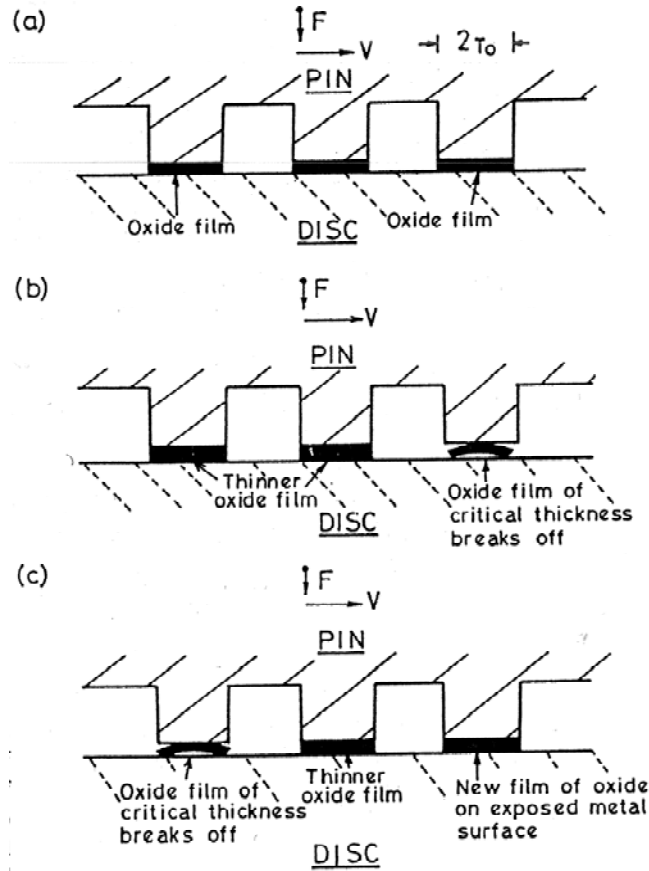 (a)
F
V
2r₀
PIN
Oxide film
Oxide film
DISC
(b)
F
V
PIN
Thinner
oxide film
Oxide film of
critical thickness
breaks off
DISC
(c)
F
V
PIN
Oxide film of
critical thickness
breaks off
Thinner
oxide film
New film of oxide
on exposed metal
surface
DISC